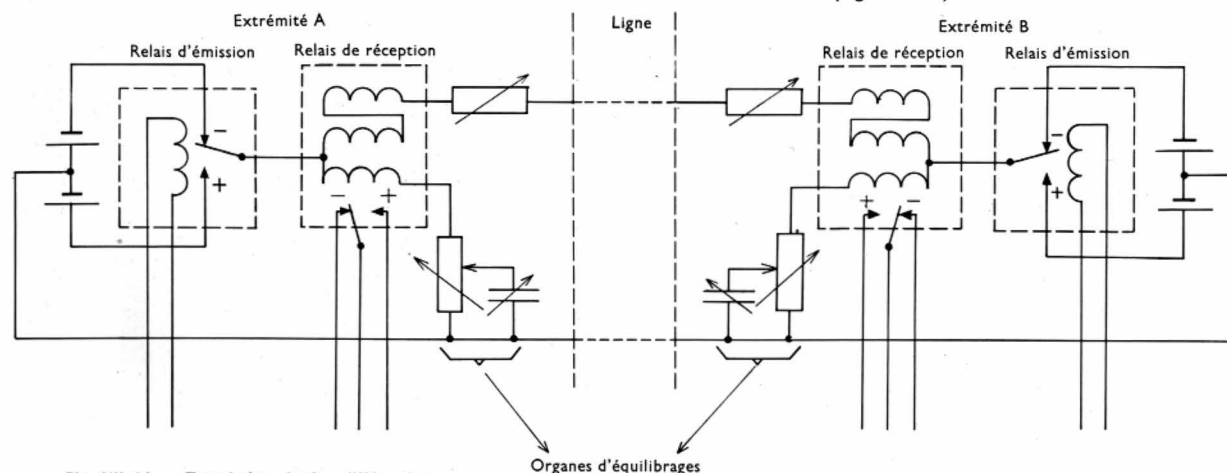 Extrémité A
Ligne
Extrémité B
Relais d'émission
Relais de réception
Relais de réception
Relais d'émission
-
+
-
+
+
-
-
+
Organes d'équilibrages